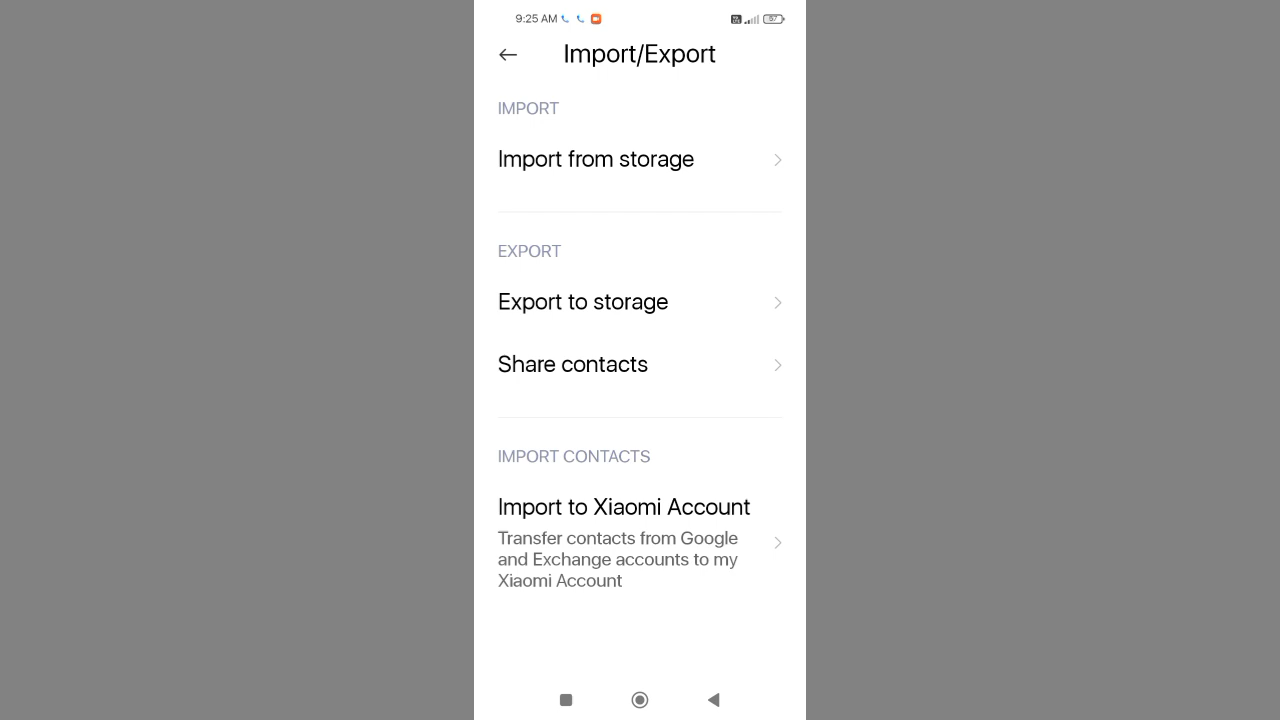 9:25 AM
57
Import/Export
IMPORT
Import from storage
EXPORT
Export to storage
Share contacts
IMPORT CONTACTS
Import to Xiaomi Account
Transfer contacts from Google
and Exchange accounts to my
Xiaomi Account